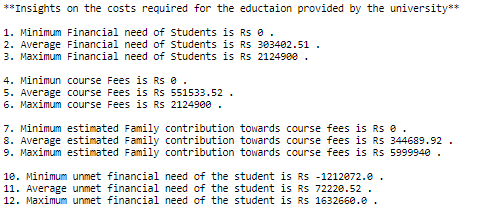 **Insights on the costs required for the eductaion provided by the university**
1. Minimum Financial need of Students is Rs 0 .
2. Average Financial need of Students is Rs 303402.51 .
3. Maximum Financial need of Students is Rs 2124900 .
4. Minimun course Fees is Rs 0 .
5. Average course Fees is Rs 551533.52 .
6. Maximum course Fees is Rs 2124900 .
7. Minimum estimated Family contribution towards course fees is Rs 0 .
8. Average estimated Family contribution towards course fees is Rs 344689.92 .
9. Maximum estimated Family contribution towards course fees is Rs 5999940 .
10. Minimum unmet financial need of the student is Rs -1212072.0 .
11. Average unmet financial need of the student is Rs 72220.52 .
12. Maximum unmet financial need of the student is Rs 1632660.0 .